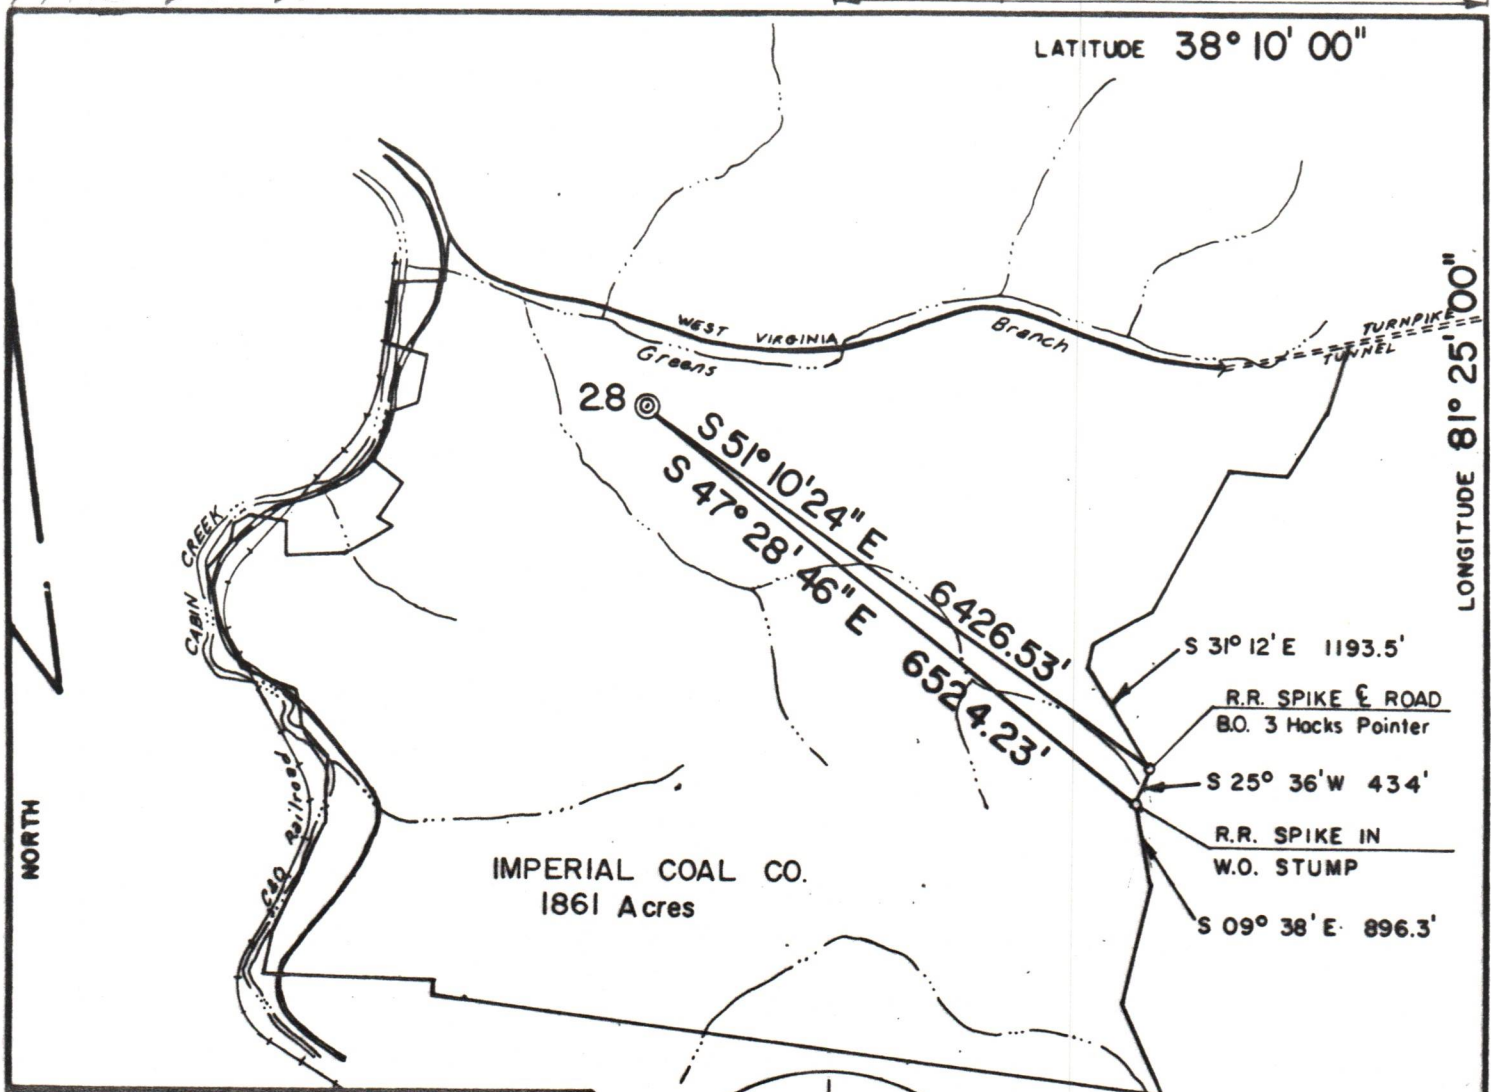 LATITUDE 38° 10' 00"
WEST VIRGINIA
TURNPIKE
Greens Branch
TUNNEL
LONGITUDE 81° 25' 00"
28
S 51° 10' 24" E 6426.53'
S 47° 28' 46" E 6524.23'
CABIN CREEK
S 31° 12' E 1193.5'
R.R. SPIKE ℄ ROAD
B.O. 3 Hacks Pointer
S 25° 36' W 434'
R.R. SPIKE IN
W.O. STUMP
S 09° 38' E 896.3'
C&O Railroad
NORTH
IMPERIAL COAL CO.
1861 Acres